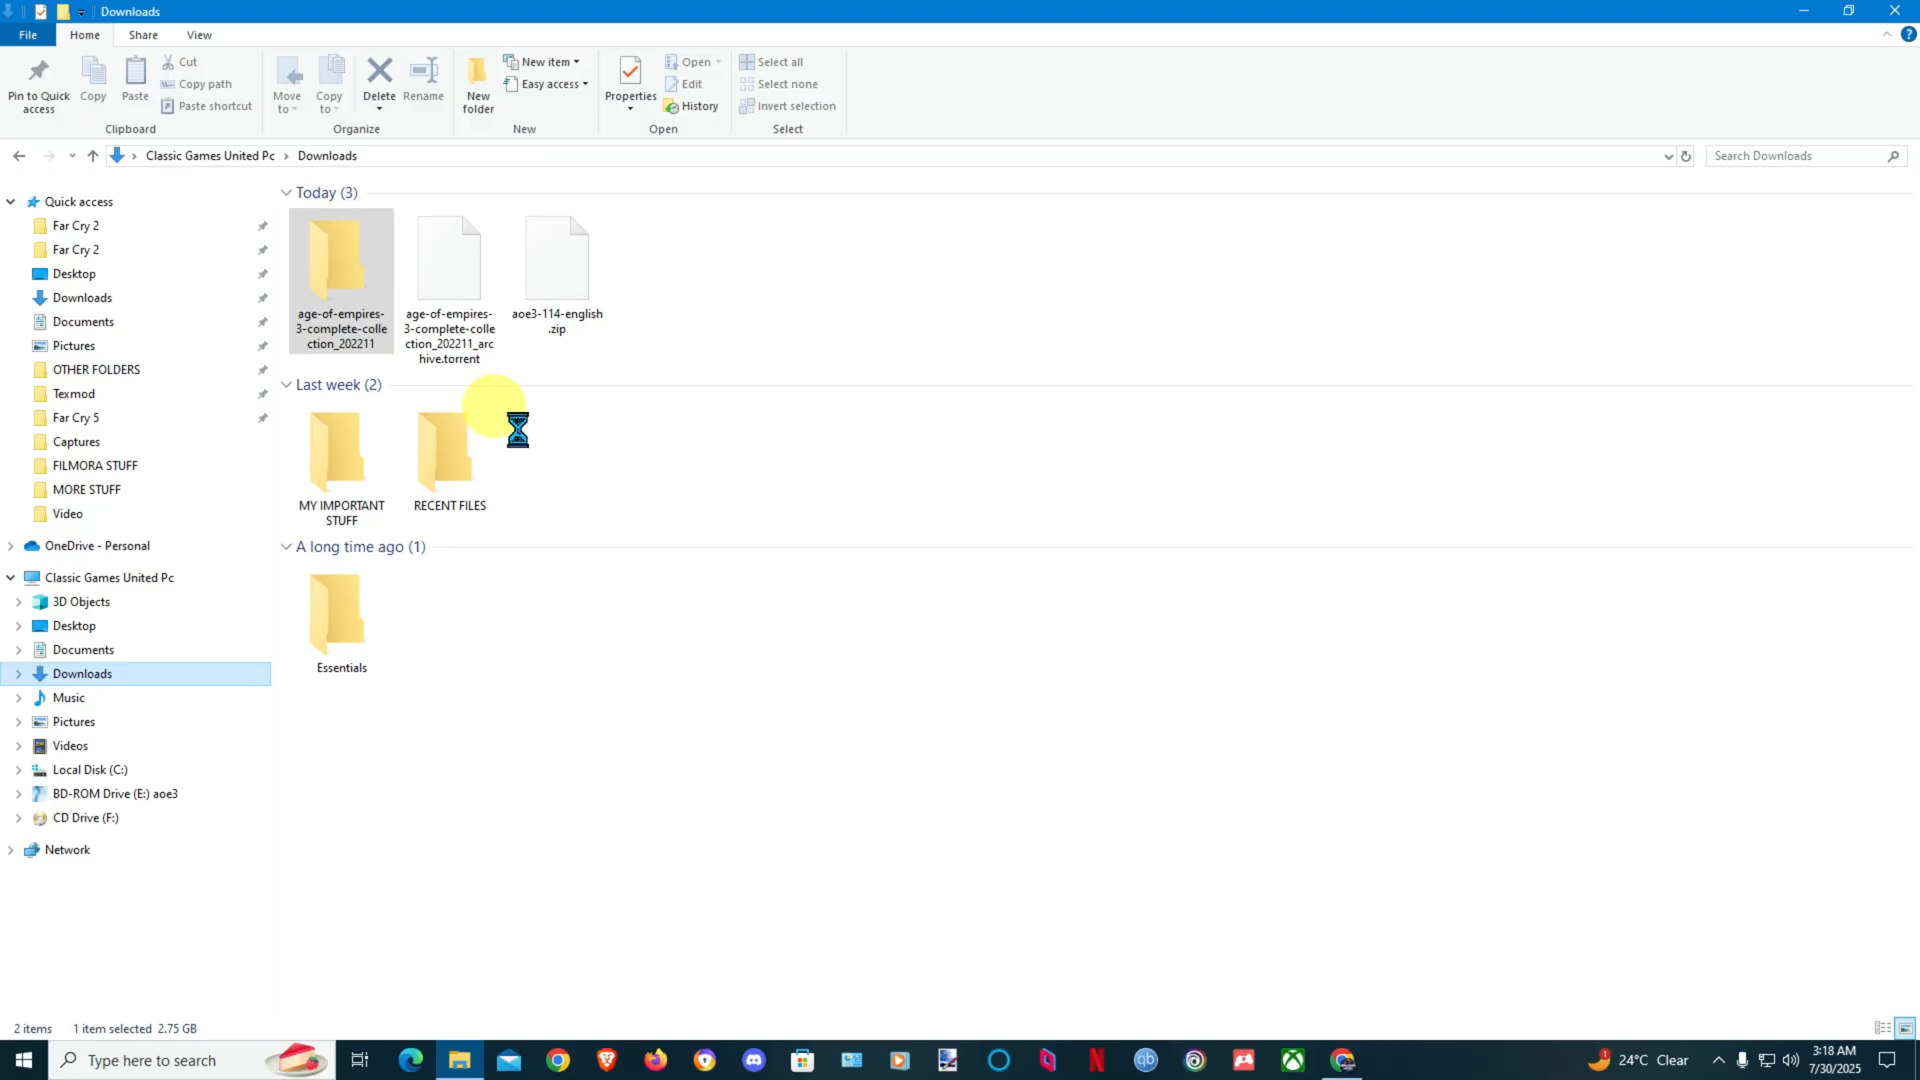 Downloads
File Home Share View
Pin to Quick access
Copy
Paste
Cut
Copy path
Paste shortcut
Clipboard
Move to
Copy to
Delete
Rename
Organize
New folder
New item
Easy access
New
Properties
Open
Edit
History
Open
Select all
Select none
Invert selection
Select
Classic Games United Pc › Downloads
Search Downloads
Quick access
Far Cry 2
Far Cry 2
Desktop
Downloads
Documents
Pictures
OTHER FOLDERS
Texmod
Far Cry 5
Captures
FILMORA STUFF
MORE STUFF
Video
OneDrive - Personal
Classic Games United Pc
3D Objects
Desktop
Documents
Downloads
Music
Pictures
Videos
Local Disk (C:)
BD-ROM Drive (E:) aoe3
CD Drive (F:)
Network
Today (3)
age-of-empires-
3-complete-colle
ction_202211
age-of-empires-
3-complete-colle
ction_202211_arc
hive.torrent
aoe3-114-english
.zip
Last week (2)
MY IMPORTANT
STUFF
RECENT FILES
A long time ago (1)
Essentials
2 items 1 item selected 2.75 GB
Type here to search
qb
1
24°C Clear
3:18 AM
7/30/2025